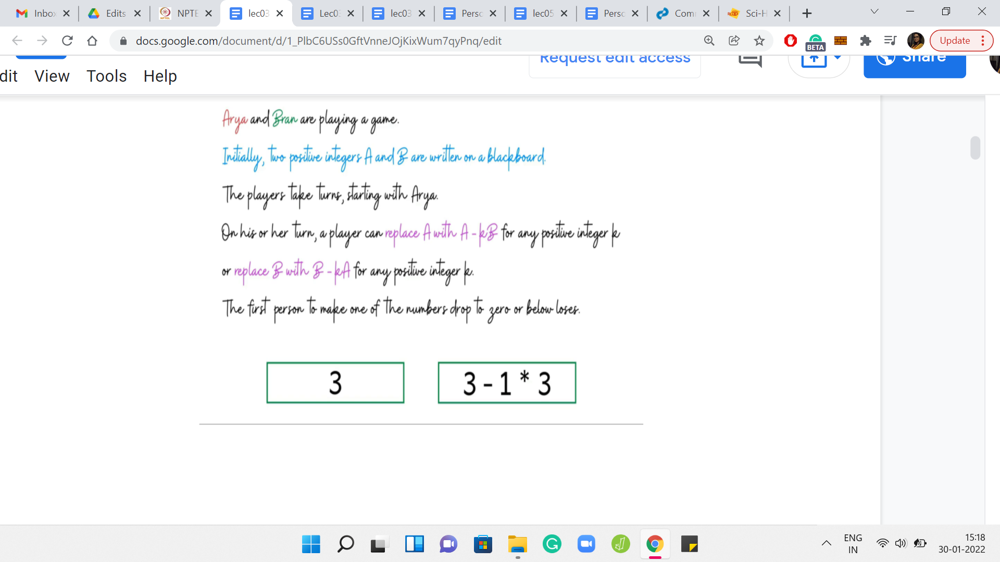 Inbox
Edits
NPTE
lec03
Lec03
lec03
Perso
lec05
Perso
Com
Sci-H
docs.google.com/document/d/1_PlbC6USs0GftVnneJOjKixWum7qyPnq/edit
BETA
Update
Request edit access
Share
dit View Tools Help
Arya and Bran are playing a game.
Initially, two positive integers A and B are written on a blackboard.
The players take turns, starting with Arya.
On his or her turn, a player can replace A with A - kB for any positive integer k
or replace B with B - kA for any positive integer k.
The first person to make one of the numbers drop to zero or below loses.
3
3 - 1 * 3
ENG
IN
15:18
30-01-2022